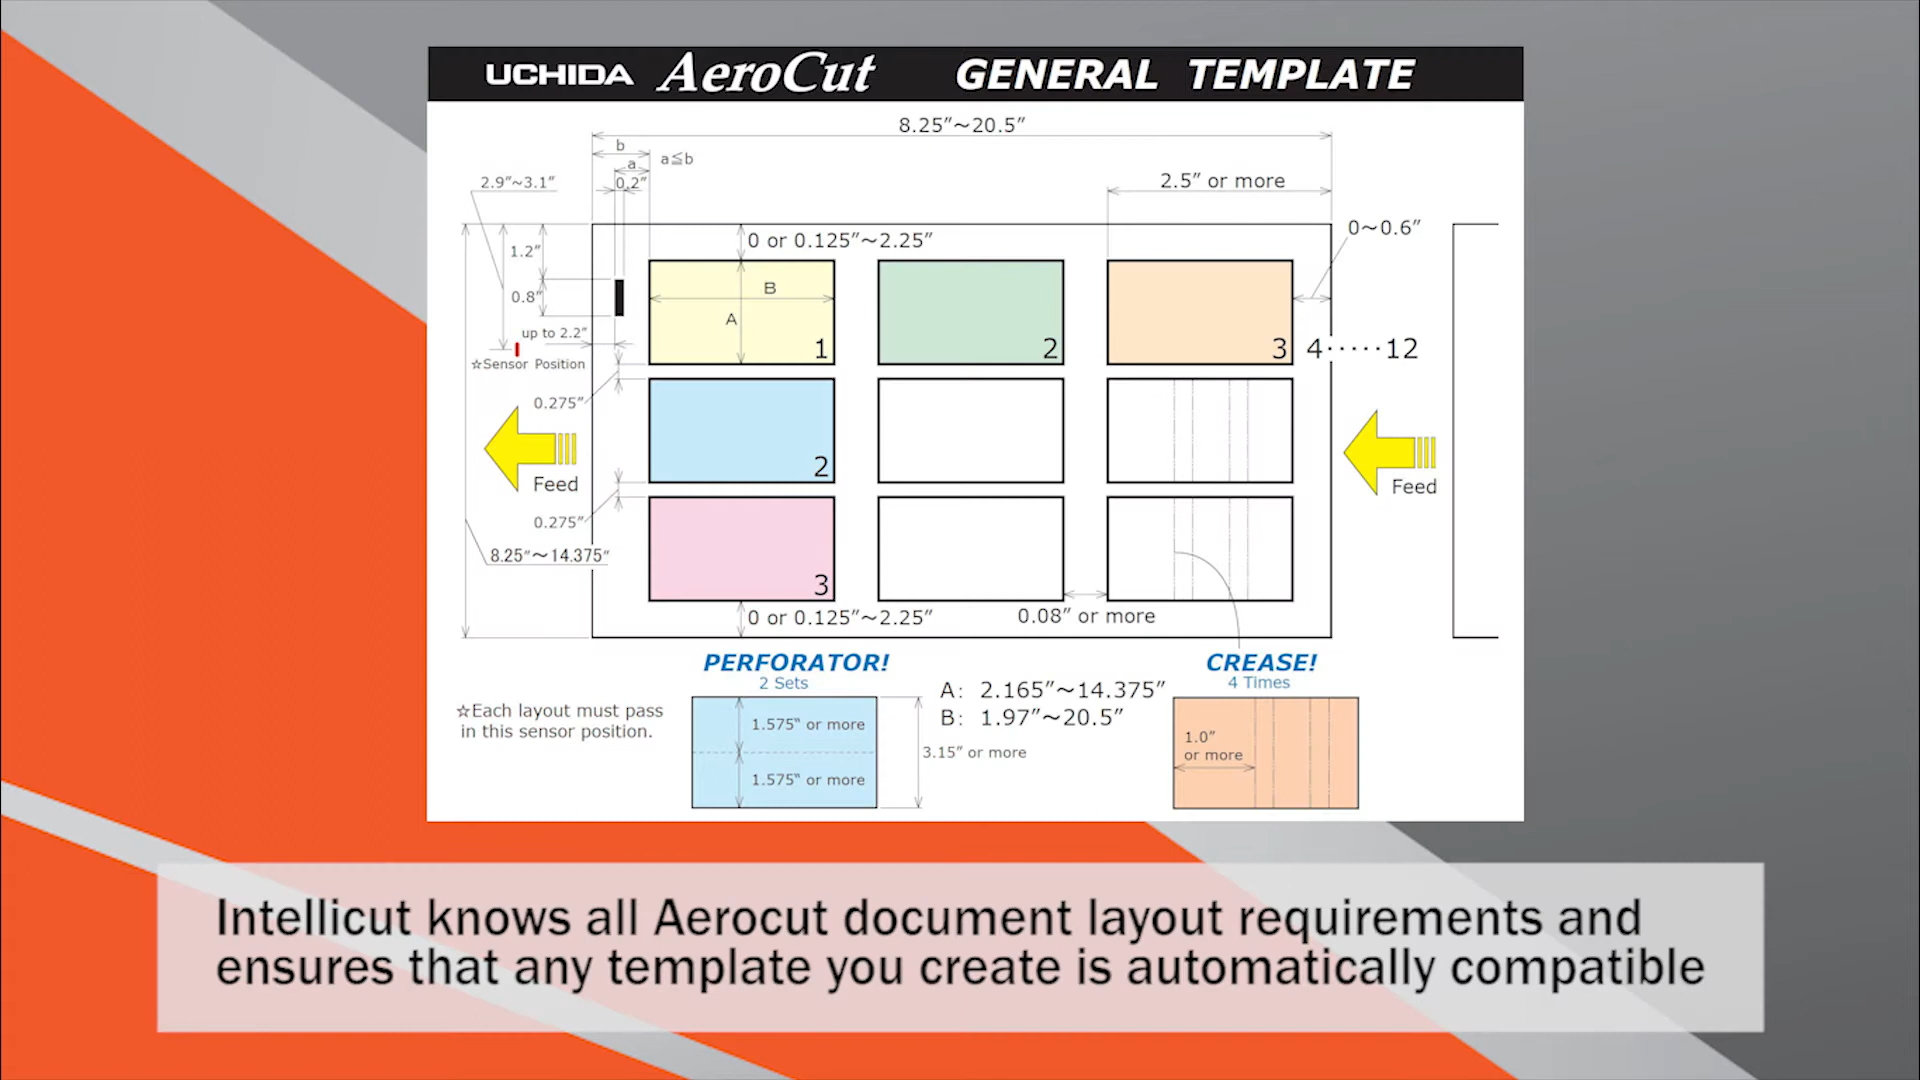 UCHIDA AeroCut GENERAL TEMPLATE
8.25”～20.5”
b
a
a≦b
0.2”
2.9”~3.1”
2.5” or more
0~0.6”
1.2”
0 or 0.125”～2.25”
0.8”
B
A
up to 2.2”
1
2
3
4·····12
☆Sensor Position
0.275”
2
Feed
Feed
0.275”
8.25”～14.375”
3
0 or 0.125”～2.25”
0.08” or more
PERFORATOR!
2 Sets
CREASE!
4 Times
A: 2.165”～14.375”
B: 1.97”～20.5”
☆Each layout must pass
in this sensor position.
1.575“ or more
3.15” or more
1.575“ or more
1.0”
or more
Intellicut knows all Aerocut document layout requirements and
ensures that any template you create is automatically compatible